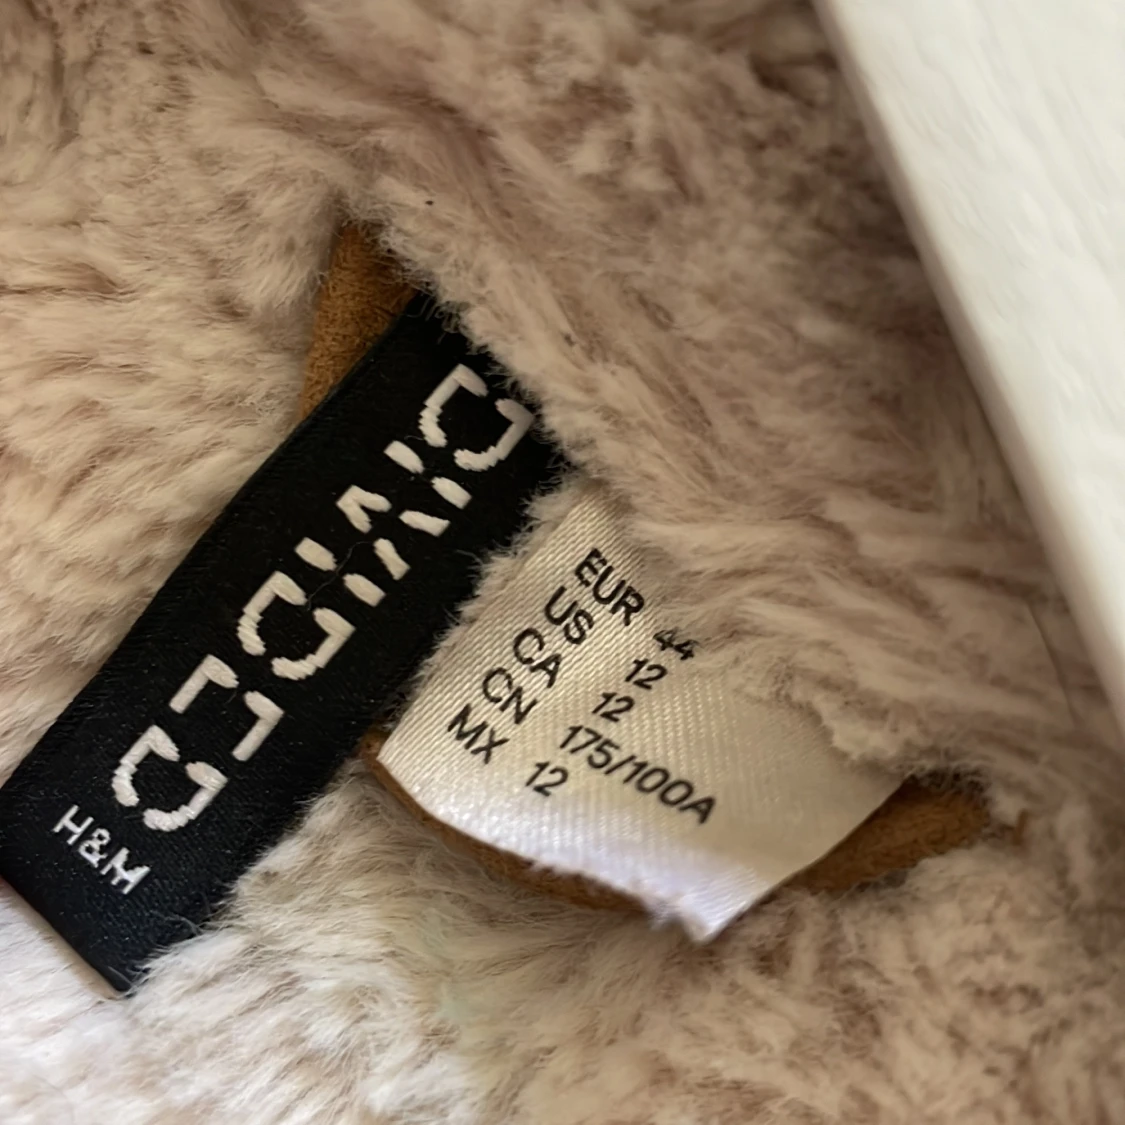 DIVIDED
H&M
EUR 44
US 12
CA 12
CN 175/100A
MX 12